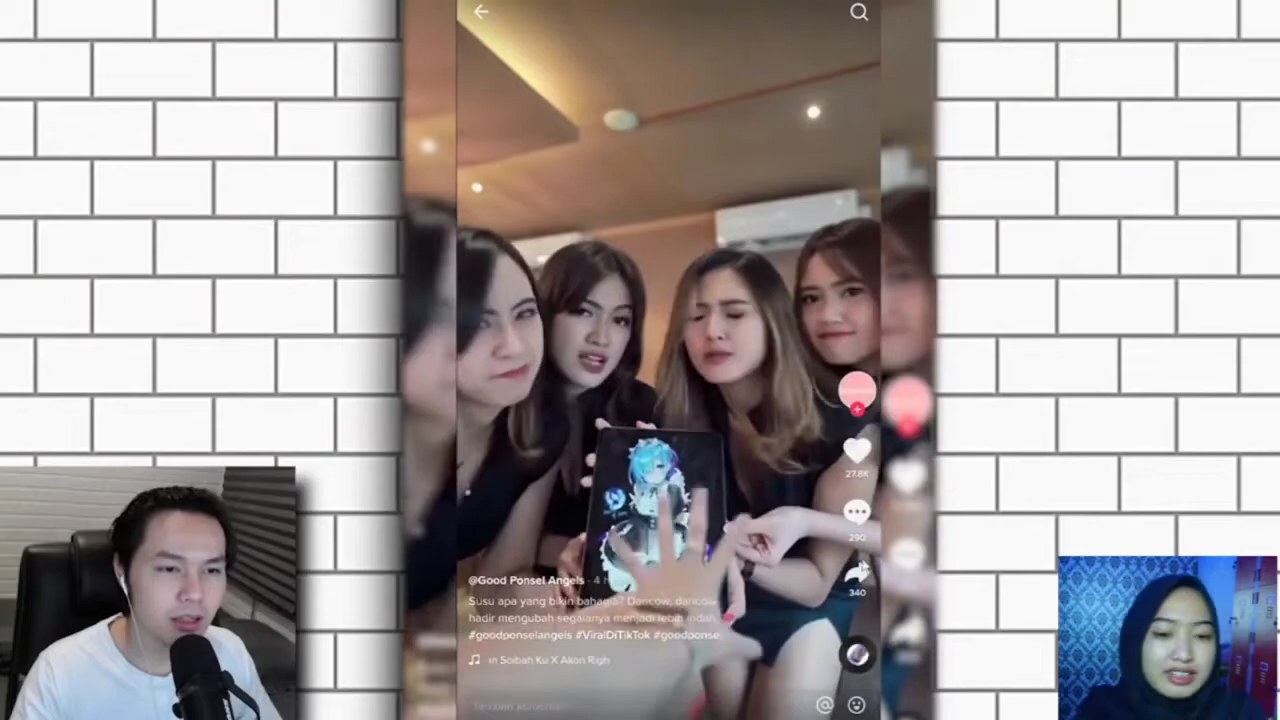 27.8K
290
340
@Good Ponsel Angels · 4
Susu apa yang bikin bahagia? Dancow, dancow
hadir mengubah segalanya menjadi lebih indah
#goodponselangels #ViralDiTikTok #goodponse
Soibah Ku X Akon Righ